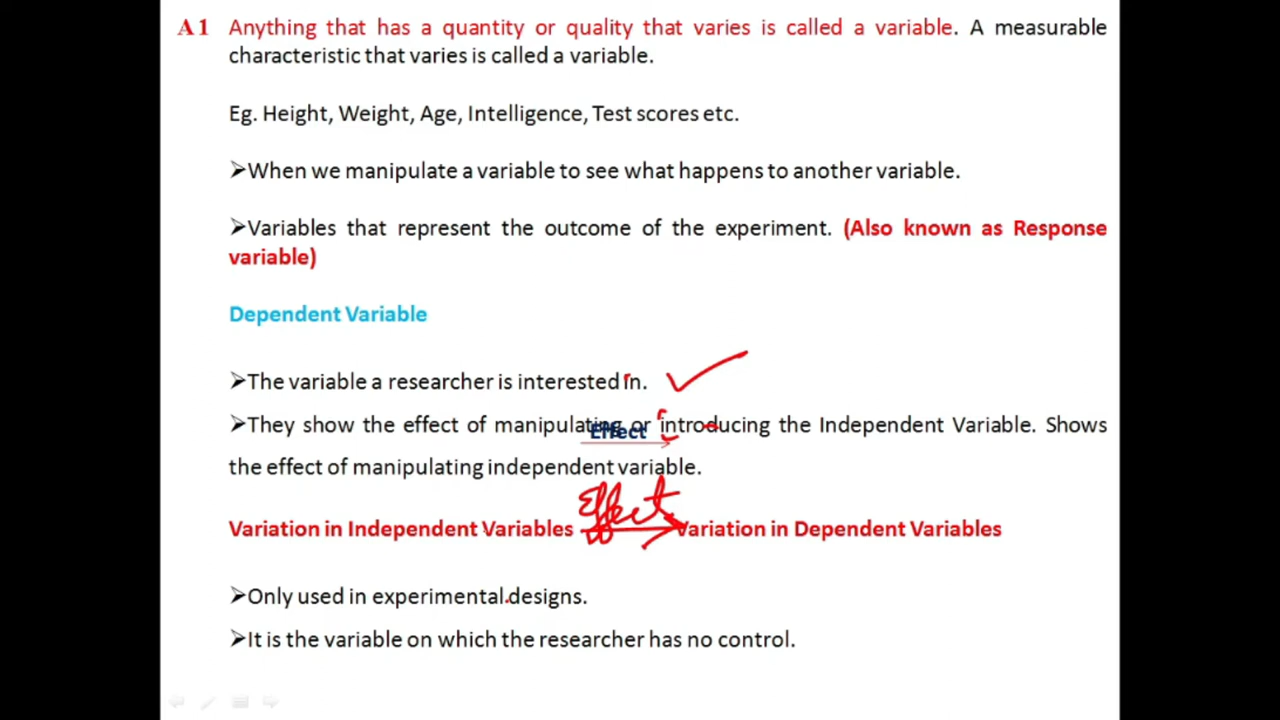 A1 Anything that has a quantity or quality that varies is called a variable. A measurable
characteristic that varies is called a variable.
Eg. Height, Weight, Age, Intelligence, Test scores etc.
➢When we manipulate a variable to see what happens to another variable.
➢Variables that represent the outcome of the experiment. (Also known as Response
variable)
Dependent Variable
➢The variable a researcher is interested in.
➢They show the effect of manipulating or introducing the Independent Variable. Shows
Effect
the effect of manipulating independent variable.
Effect
Variation in Independent Variables Variation in Dependent Variables
➢Only used in experimental designs.
➢It is the variable on which the researcher has no control.